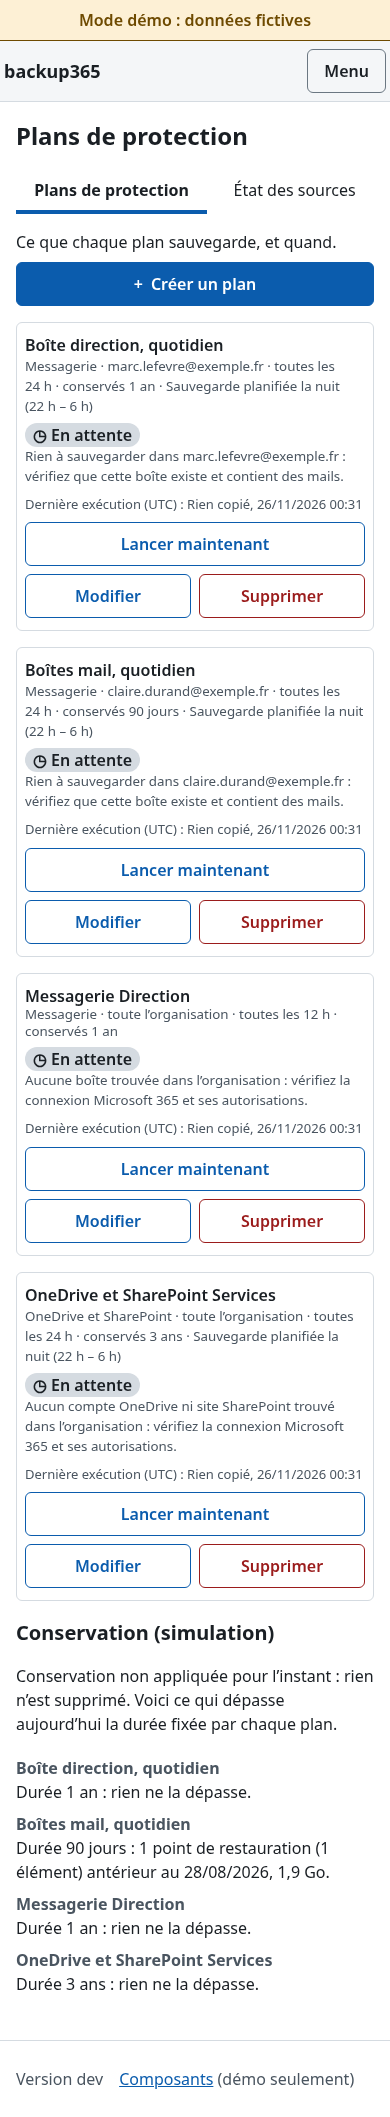 Mode démo : données fictives
backup365
Menu
Plans de protection
Plans de protection
État des sources
Ce que chaque plan sauvegarde, et quand.
+ Créer un plan
Boîte direction, quotidien
Messagerie · marc.lefevre@exemple.fr · toutes les
24 h · conservés 1 an · Sauvegarde planifiée la nuit
(22 h – 6 h)
En attente
Rien à sauvegarder dans marc.lefevre@exemple.fr :
vérifiez que cette boîte existe et contient des mails.
Dernière exécution (UTC) : Rien copié, 26/11/2026 00:31
Lancer maintenant
Modifier
Supprimer
Boîtes mail, quotidien
Messagerie · claire.durand@exemple.fr · toutes les
24 h · conservés 90 jours · Sauvegarde planifiée la nuit
(22 h – 6 h)
En attente
Rien à sauvegarder dans claire.durand@exemple.fr :
vérifiez que cette boîte existe et contient des mails.
Dernière exécution (UTC) : Rien copié, 26/11/2026 00:31
Lancer maintenant
Modifier
Supprimer
Messagerie Direction
Messagerie · toute l’organisation · toutes les 12 h ·
conservés 1 an
En attente
Aucune boîte trouvée dans l’organisation : vérifiez la
connexion Microsoft 365 et ses autorisations.
Dernière exécution (UTC) : Rien copié, 26/11/2026 00:31
Lancer maintenant
Modifier
Supprimer
OneDrive et SharePoint Services
OneDrive et SharePoint · toute l’organisation · toutes
les 24 h · conservés 3 ans · Sauvegarde planifiée la
nuit (22 h – 6 h)
En attente
Aucun compte OneDrive ni site SharePoint trouvé
dans l’organisation : vérifiez la connexion Microsoft
365 et ses autorisations.
Dernière exécution (UTC) : Rien copié, 26/11/2026 00:31
Lancer maintenant
Modifier
Supprimer
Conservation (simulation)
Conservation non appliquée pour l’instant : rien
n’est supprimé. Voici ce qui dépasse
aujourd’hui la durée fixée par chaque plan.
Boîte direction, quotidien
Durée 1 an : rien ne la dépasse.
Boîtes mail, quotidien
Durée 90 jours : 1 point de restauration (1
élément) antérieur au 28/08/2026, 1,9 Go.
Messagerie Direction
Durée 1 an : rien ne la dépasse.
OneDrive et SharePoint Services
Durée 3 ans : rien ne la dépasse.
Version dev Composants (démo seulement)